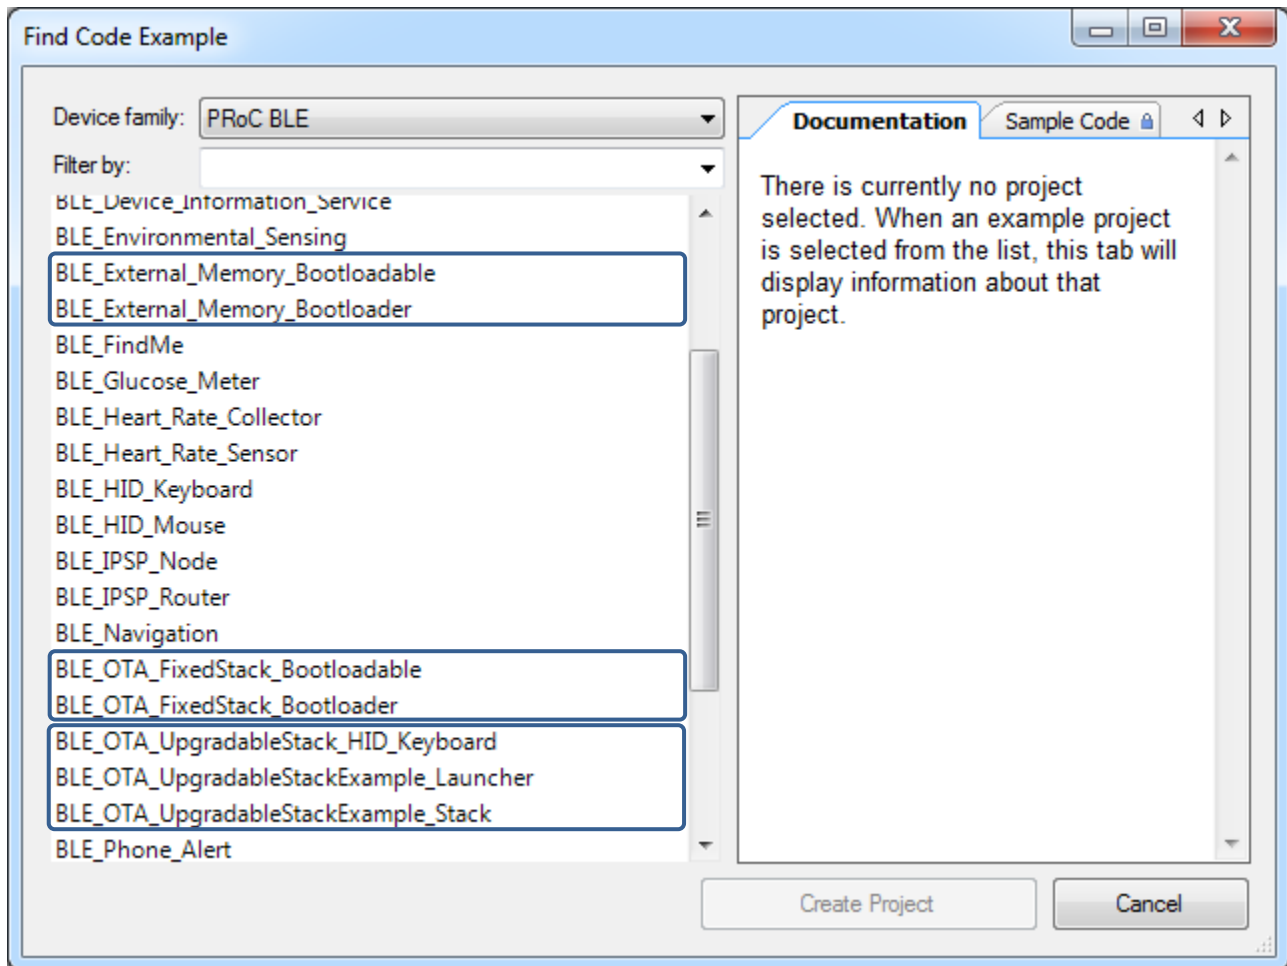 Find Code Example
Device family: PRoC BLE
Filter by:
BLE_Device_Information_Service
BLE_Environmental_Sensing
BLE_External_Memory_Bootloadable
BLE_External_Memory_Bootloader
BLE_FindMe
BLE_Glucose_Meter
BLE_Heart_Rate_Collector
BLE_Heart_Rate_Sensor
BLE_HID_Keyboard
BLE_HID_Mouse
BLE_IPSP_Node
BLE_IPSP_Router
BLE_Navigation
BLE_OTA_FixedStack_Bootloadable
BLE_OTA_FixedStack_Bootloader
BLE_OTA_UpgradableStack_HID_Keyboard
BLE_OTA_UpgradableStackExample_Launcher
BLE_OTA_UpgradableStackExample_Stack
BLE_Phone_Alert
Documentation Sample Code
There is currently no project
selected. When an example project
is selected from the list, this tab will
display information about that
project.
Create Project Cancel